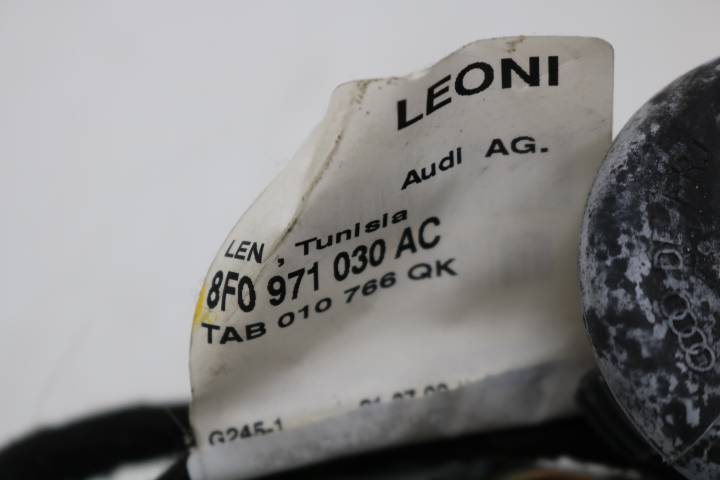 LEONI
Audi AG.
LEN , Tunisia
8F0 971 030 AC
TAB 010 766 QK
G245-1